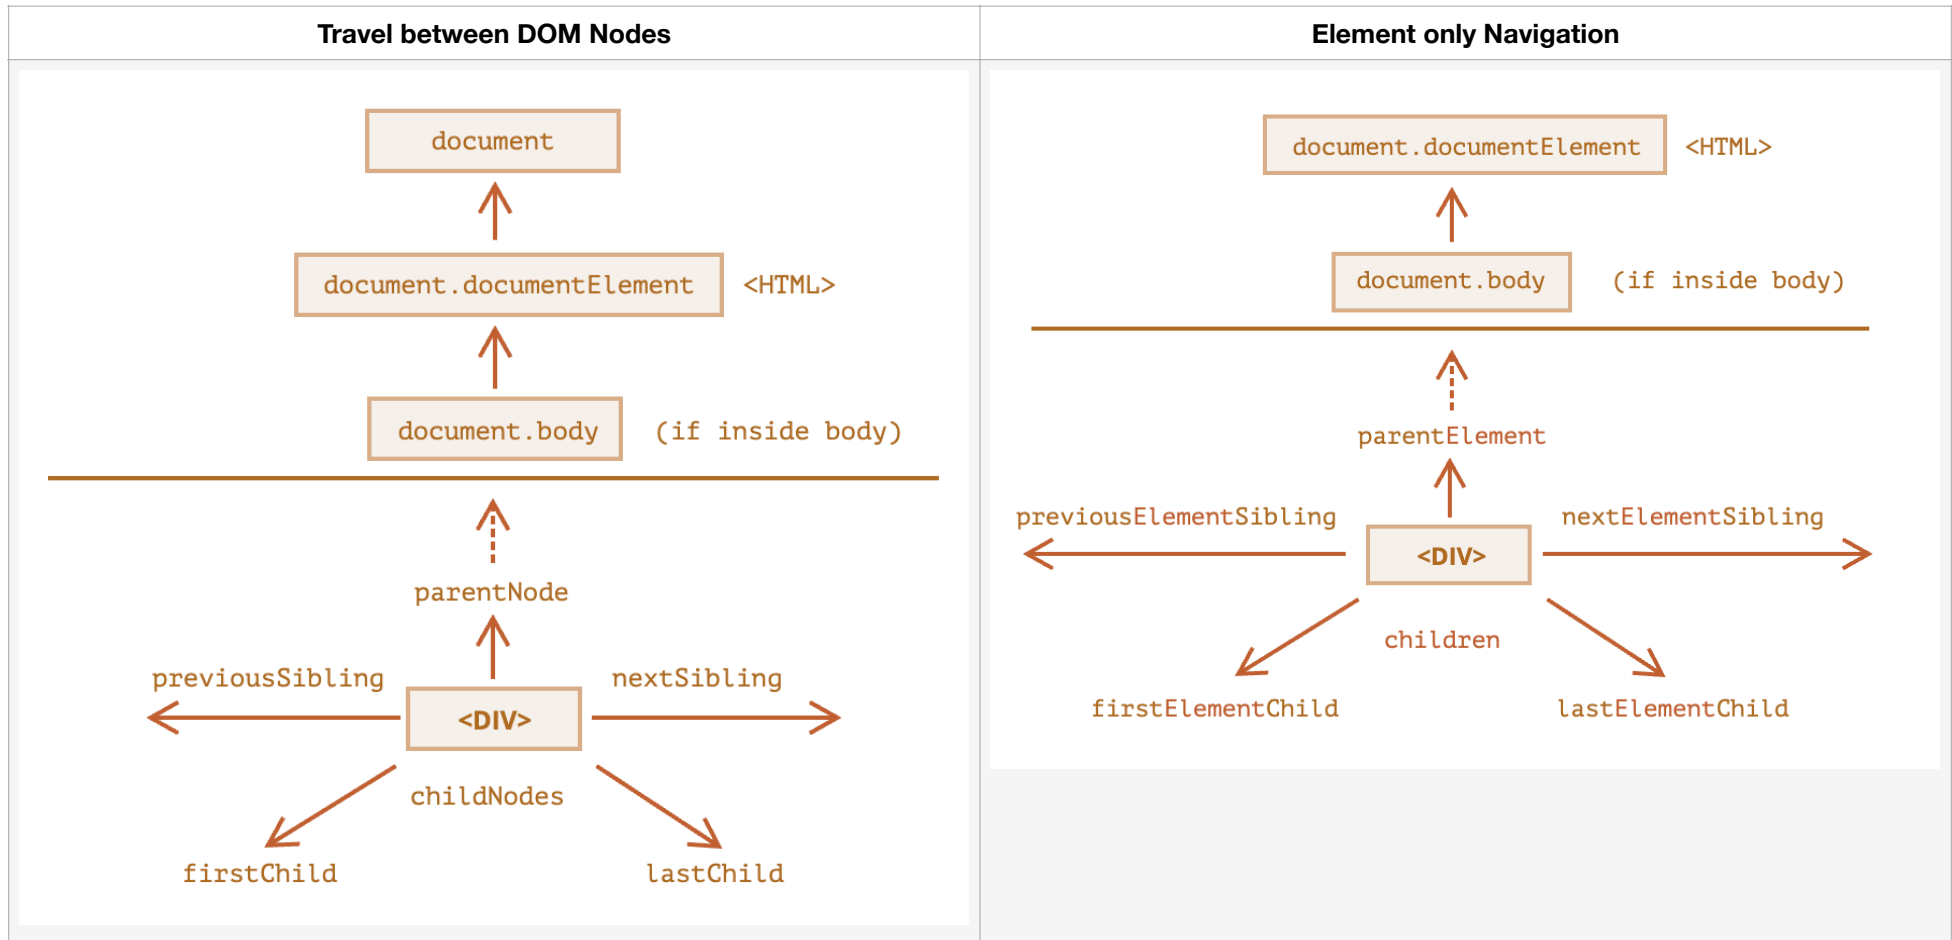 Travel between DOM Nodes
document
document.documentElement <HTML>
document.body (if inside body)
parentNode
previousSibling nextSibling
<DIV>
childNodes
firstChild lastChild
Element only Navigation
document.documentElement <HTML>
document.body (if inside body)
parentElement
previousElementSibling nextElementSibling
<DIV>
children
firstElementChild lastElementChild